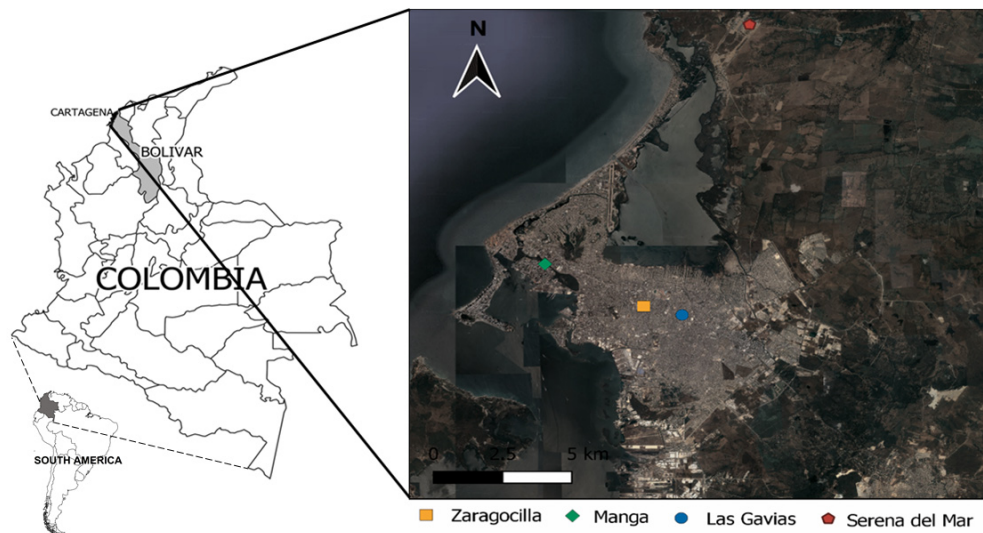 CARTAGENA
BOLIVAR
COLOMBIA
SOUTH AMERICA
N
0 2.5 5 km
Zaragocilla Manga Las Gavias Serena del Mar